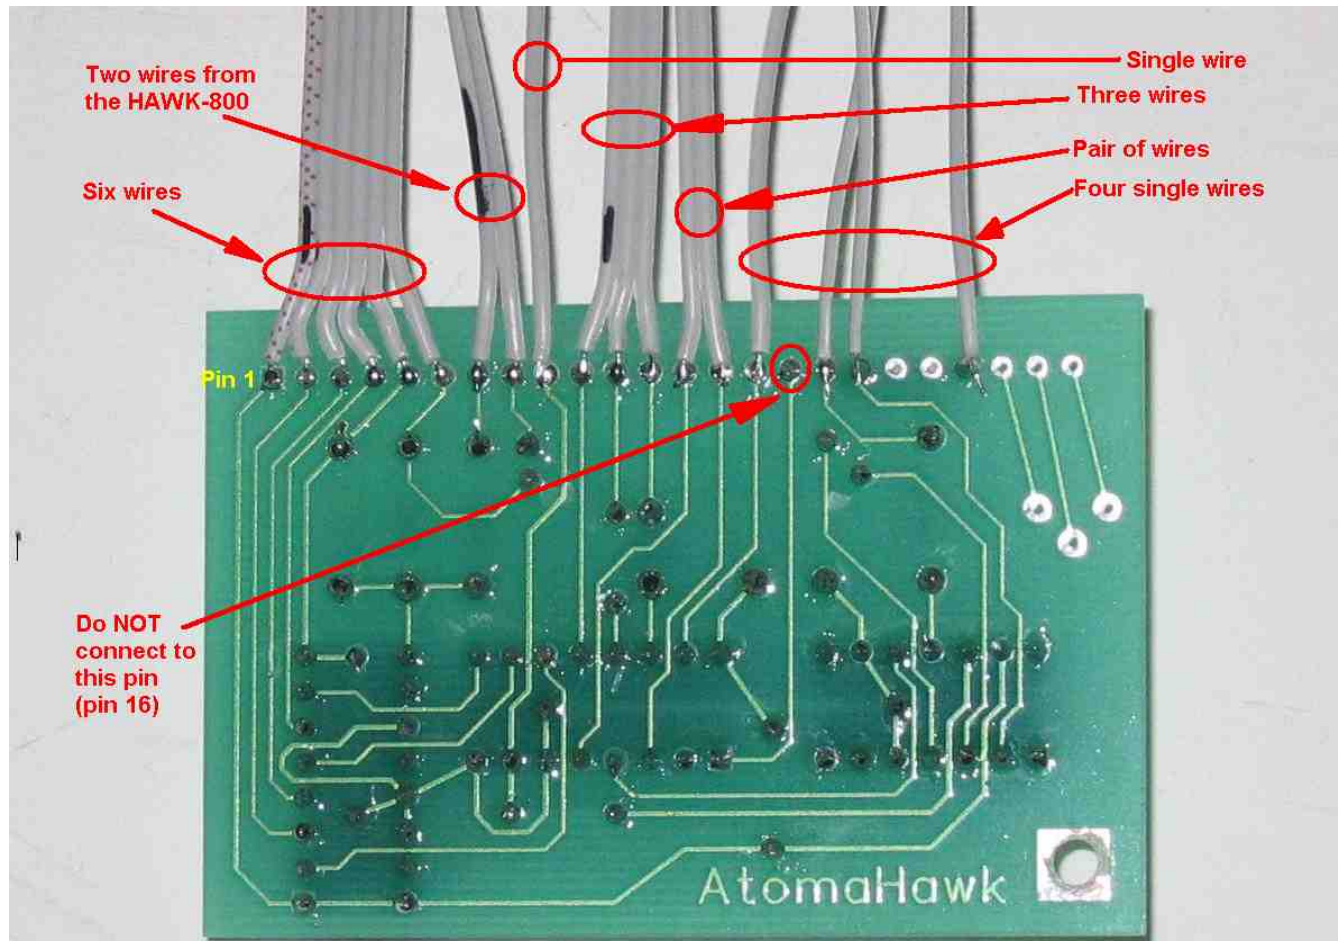 Two wires from
the HAWK-800
Six wires
Single wire
Three wires
Pair of wires
Four single wires
Pin 1
Do NOT
connect to
this pin
(pin 16)
AtomaHawk